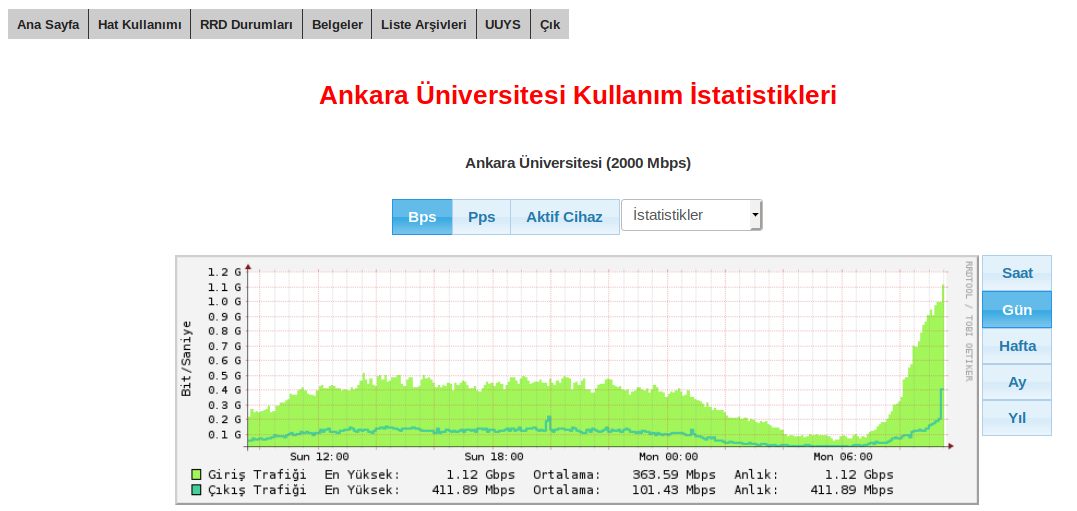 Ana Sayfa Hat Kullanımı RRD Durumları Belgeler Liste Arşivleri UUYS Çık
Ankara Üniversitesi Kullanım İstatistikleri
Ankara Üniversitesi (2000 Mbps)
Bps Pps Aktif Cihaz İstatistikler
Bit/Saniye
1.2 G
1.1 G
1.0 G
0.9 G
0.8 G
0.7 G
0.6 G
0.5 G
0.4 G
0.3 G
0.2 G
0.1 G
Sun 12:00 Sun 18:00 Mon 00:00 Mon 06:00
Giriş Trafiği En Yüksek: 1.12 Gbps Ortalama: 363.59 Mbps Anlık: 1.12 Gbps
Çıkış Trafiği En Yüksek: 411.89 Mbps Ortalama: 101.43 Mbps Anlık: 411.89 Mbps
RRDTOOL / TOBI OETIKER
Saat
Gün
Hafta
Ay
Yıl